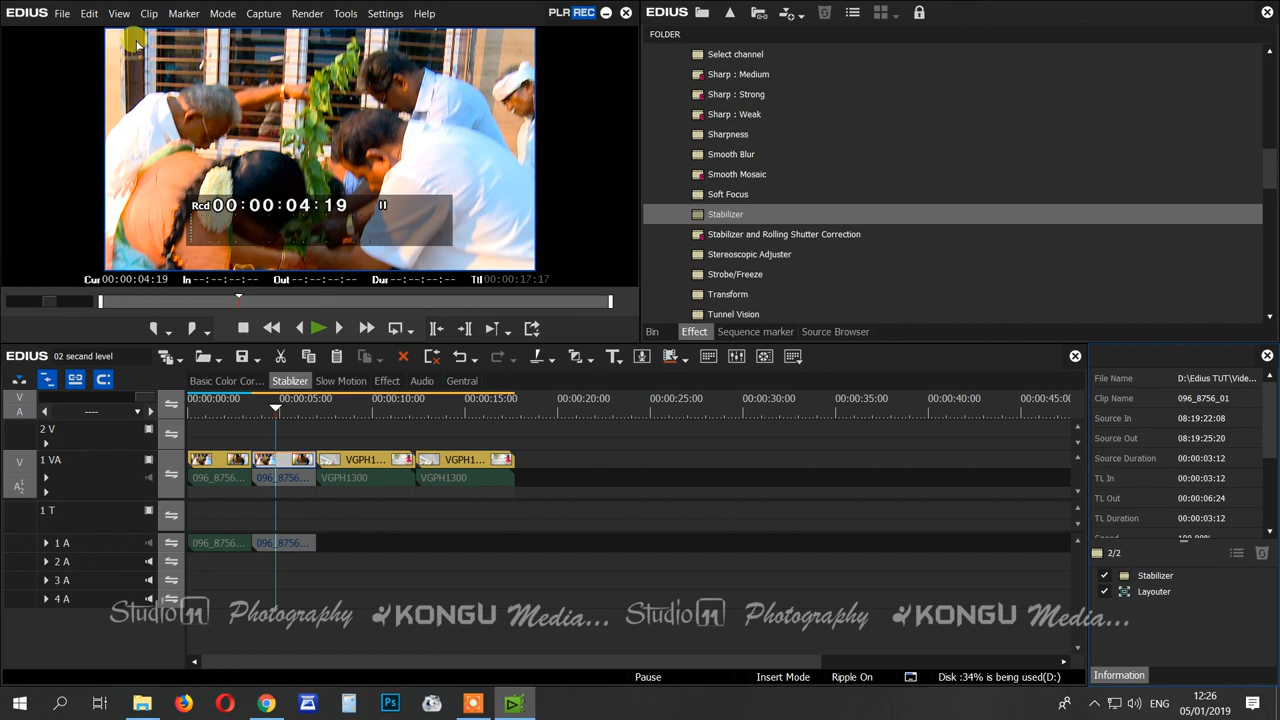 EDIUS File Edit View Clip Marker Mode Capture Render Tools Settings Help PLR REC
Rcd 00:00:04:19
Cur 00:00:04:19 In --:--:--:-- Out --:--:--:-- Dur --:--:--:-- Ttl 00:00:17:17
EDIUS
FOLDER
Select channel
Sharp : Medium
Sharp : Strong
Sharp : Weak
Sharpness
Smooth Blur
Smooth Mosaic
Soft Focus
Stabilizer
Stabilizer and Rolling Shutter Correction
Stereoscopic Adjuster
Strobe/Freeze
Transform
Tunnel Vision
Bin Effect Sequence marker Source Browser
EDIUS 02 secand level
Basic Color Cor... Stablizer Slow Motion Effect Audio Gentral
V
A
----
00:00:00:00 00:00:05:00 00:00:10:00 00:00:15:00 00:00:20:00 00:00:25:00 00:00:30:00 00:00:35:00 00:00:40:00 00:00:45:00
2 V
V 1 VA VGPH1... VGPH1...
A1 096_8756... 096_8756... VGPH1300 VGPH1300
1 T
1 A 096_8756... 096_8756...
2 A
3 A
4 A
Studio 11 Photography KONGU Media... Studio 11 Photography KONGU Media...
File Name D:\Edius TUT\Vide...
Clip Name 096_8756_01
Source In 08:19:22:08
Source Out 08:19:25:20
Source Duration 00:00:03:12
TL In 00:00:03:12
TL Out 00:00:06:24
TL Duration 00:00:03:12
Speed 100.00%
2/2
Stabilizer
Layouter
Information
Pause Insert Mode Ripple On Disk :34% is being used(D:)
Ps
ENG
12:26
05/01/2019